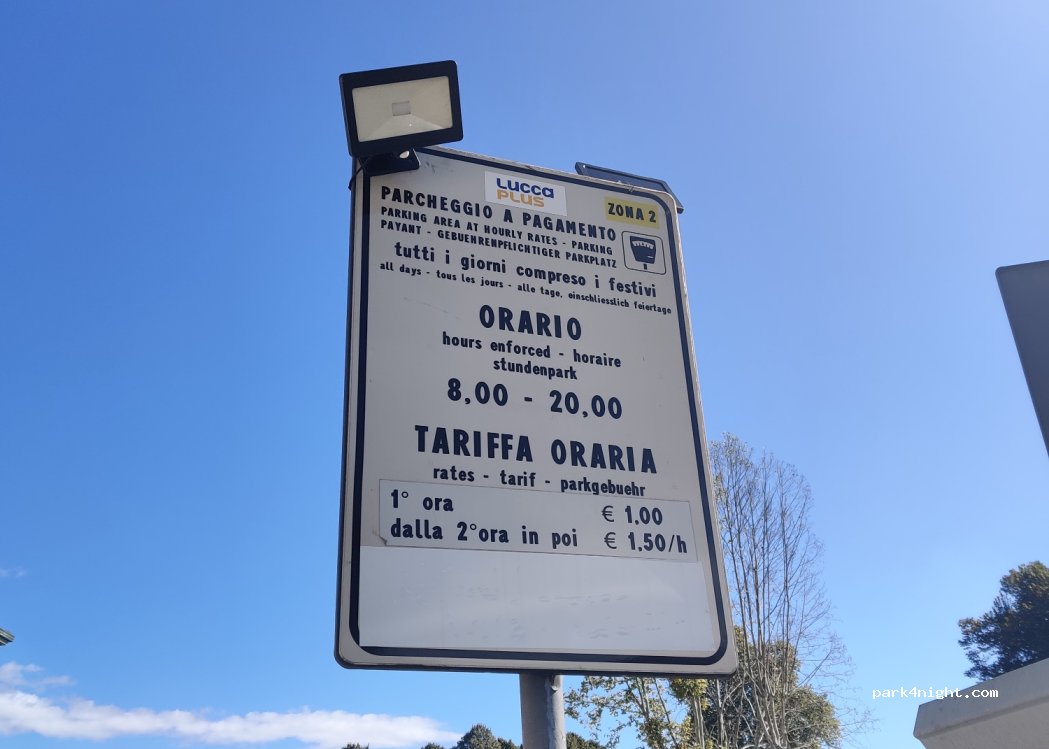 LUCCA
PLUS
ZONA 2
PARCHEGGIO A PAGAMENTO
PARKING AREA AT HOURLY RATES - PARKING
PAYANT - GEBUEHRENPFLICHTIGER PARKPLATZ
tutti i giorni compreso i festivi
all days - tous les jours - alle tage, einschliesslich feiertage
ORARIO
hours enforced - horaire
stundenpark
8,00 - 20,00
TARIFFA ORARIA
rates - tarif - parkgebuehr
1° ora € 1,00
dalla 2°ora in poi € 1,50/h
park4night.com